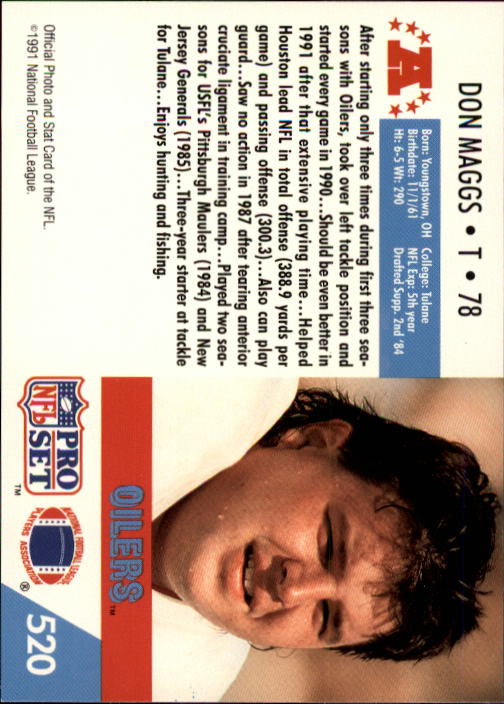 DON MAGGS • T • 78
A
Born: Youngstown, OH College: Tulane
Birthdate: 11/1/61 NFL Exp: 5th year
Ht: 6-5 Wt: 290 Drafted Supp. 2nd '84
After starting only three times during first three sea-
sons with Oilers, took over left tackle position and
started every game in 1990...Should be even better in
1991 after that extensive playing time...Helped
Houston lead NFL in total offense (388.9 yards per
game) and passing offense (300.3)...Also can play
guard...Saw no action in 1987 after tearing anterior
cruciate ligament in training camp...Played two sea-
sons for USFL's Pittsburgh Maulers (1984) and New
Jersey Generals (1985)...Three-year starter at tackle
for Tulane...Enjoys hunting and fishing.
OILERS™
Official Photo and Stat Card of the NFL.
©1991 National Football League.
PRO
NFL SET ™
NATIONAL FOOTBALL LEAGUE
PLAYERS ASSOCIATION ®
520